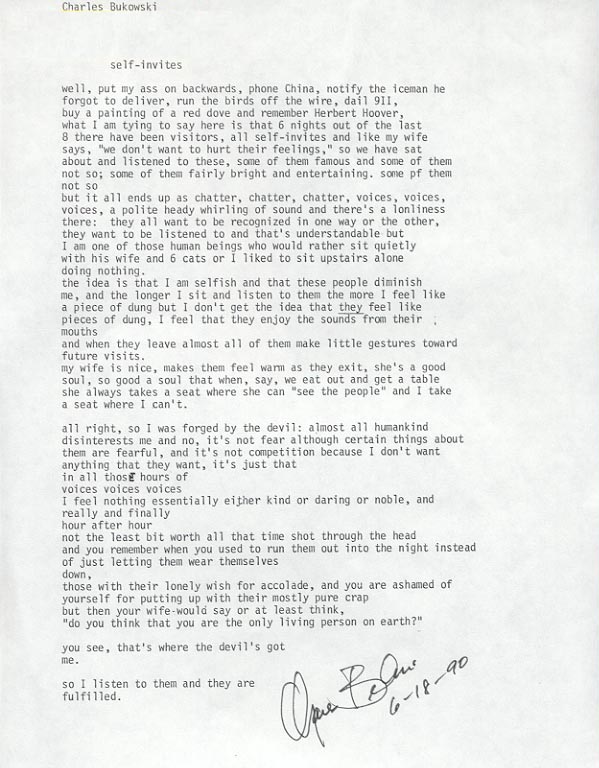 Charles Bukowski
self-invites
well, put my ass on backwards, phone China, notify the iceman he
forgot to deliver, run the birds off the wire, dail 9II,
buy a painting of a red dove and remember Herbert Hoover,
what I am tying to say here is that 6 nights out of the last
8 there have been visitors, all self-invites and like my wife
says, "we don't want to hurt their feelings," so we have sat
about and listened to these, some of them famous and some of them
not so; some of them fairly bright and entertaining. some pf them
not so
but it all ends up as chatter, chatter, chatter, voices, voices,
voices, a polite heady whirling of sound and there's a lonliness
there: they all want to be recognized in one way or the other,
they want to be listened to and that's understandable but
I am one of those human beings who would rather sit quietly
with his wife and 6 cats or I liked to sit upstairs alone
doing nothing.
the idea is that I am selfish and that these people diminish
me, and the longer I sit and listen to them the more I feel like
a piece of dung but I don't get the idea that they feel like
pieces of dung, I feel that they enjoy the sounds from their
mouths
and when they leave almost all of them make little gestures toward
future visits.
my wife is nice, makes them feel warm as they exit, she's a good
soul, so good a soul that when, say, we eat out and get a table
she always takes a seat where she can "see the people" and I take
a seat where I can't.
all right, so I was forged by the devil: almost all humankind
disinterests me and no, it's not fear although certain things about
them are fearful, and it's not competition because I don't want
anything that they want, it's just that
in all those hours of
voices voices voices
I feel nothing essentially either kind or daring or noble, and
really and finally
hour after hour
not the least bit worth all that time shot through the head
and you remember when you used to run them out into the night instead
of just letting them wear themselves
down,
those with their lonely wish for accolade, and you are ashamed of
yourself for putting up with their mostly pure crap
but then your wife would say or at least think,
"do you think that you are the only living person on earth?"
you see, that's where the devil's got
me.
so I listen to them and they are
fulfilled.
6-18-90